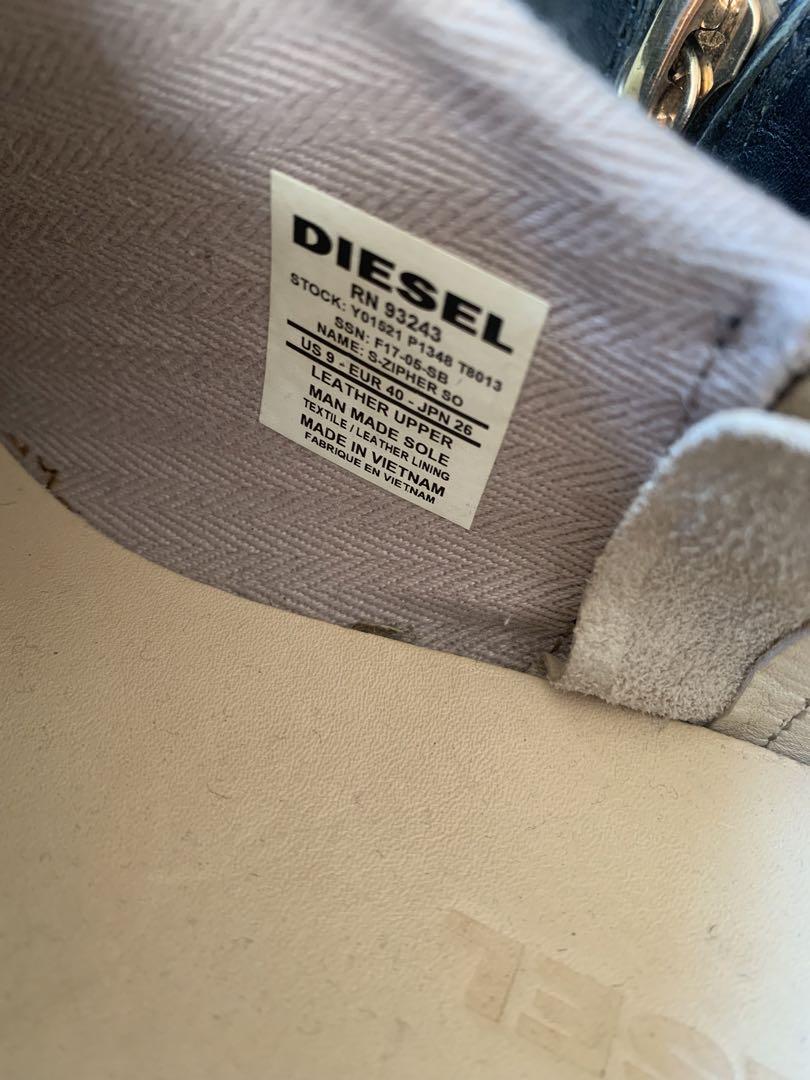 DIESEL
RN 93243
STOCK: Y01521 P1348 T8013
SSN: F17-05-SB
NAME: S-ZIPHER SO
US 9 - EUR 40 - JPN 26
LEATHER UPPER
MAN MADE SOLE
TEXTILE / LEATHER LINING
MADE IN VIETNAM
FABRIQUE EN VIETNAM